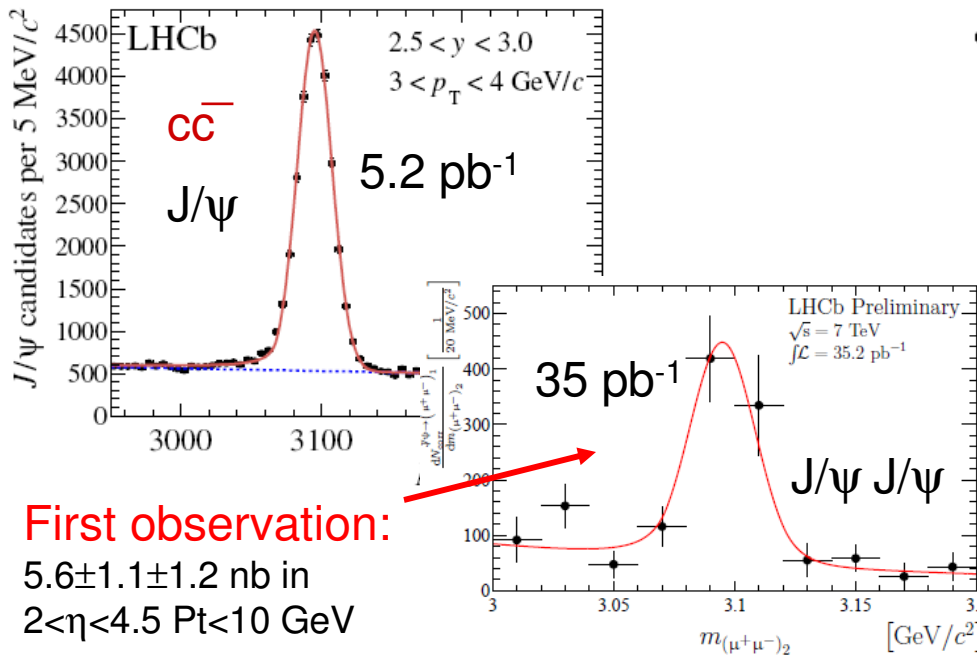 J/ψ candidates per 5 MeV/c²
4500
4000
3500
3000
2500
2000
1500
1000
500
0
LHCb
2.5 < y < 3.0
3 < p_T < 4 GeV/c
cc̅
J/ψ
5.2 pb⁻¹
3000
3100
500
400
300
200
100
0
LHCb Preliminary
√s = 7 TeV
∫ℒ = 35.2 pb⁻¹
35 pb⁻¹
J/ψ J/ψ
3
3.05
3.1
3.15
m_(μ⁺μ⁻)₂
[GeV/c²]
First observation:
5.6±1.1±1.2 nb in
2<η<4.5 Pt<10 GeV